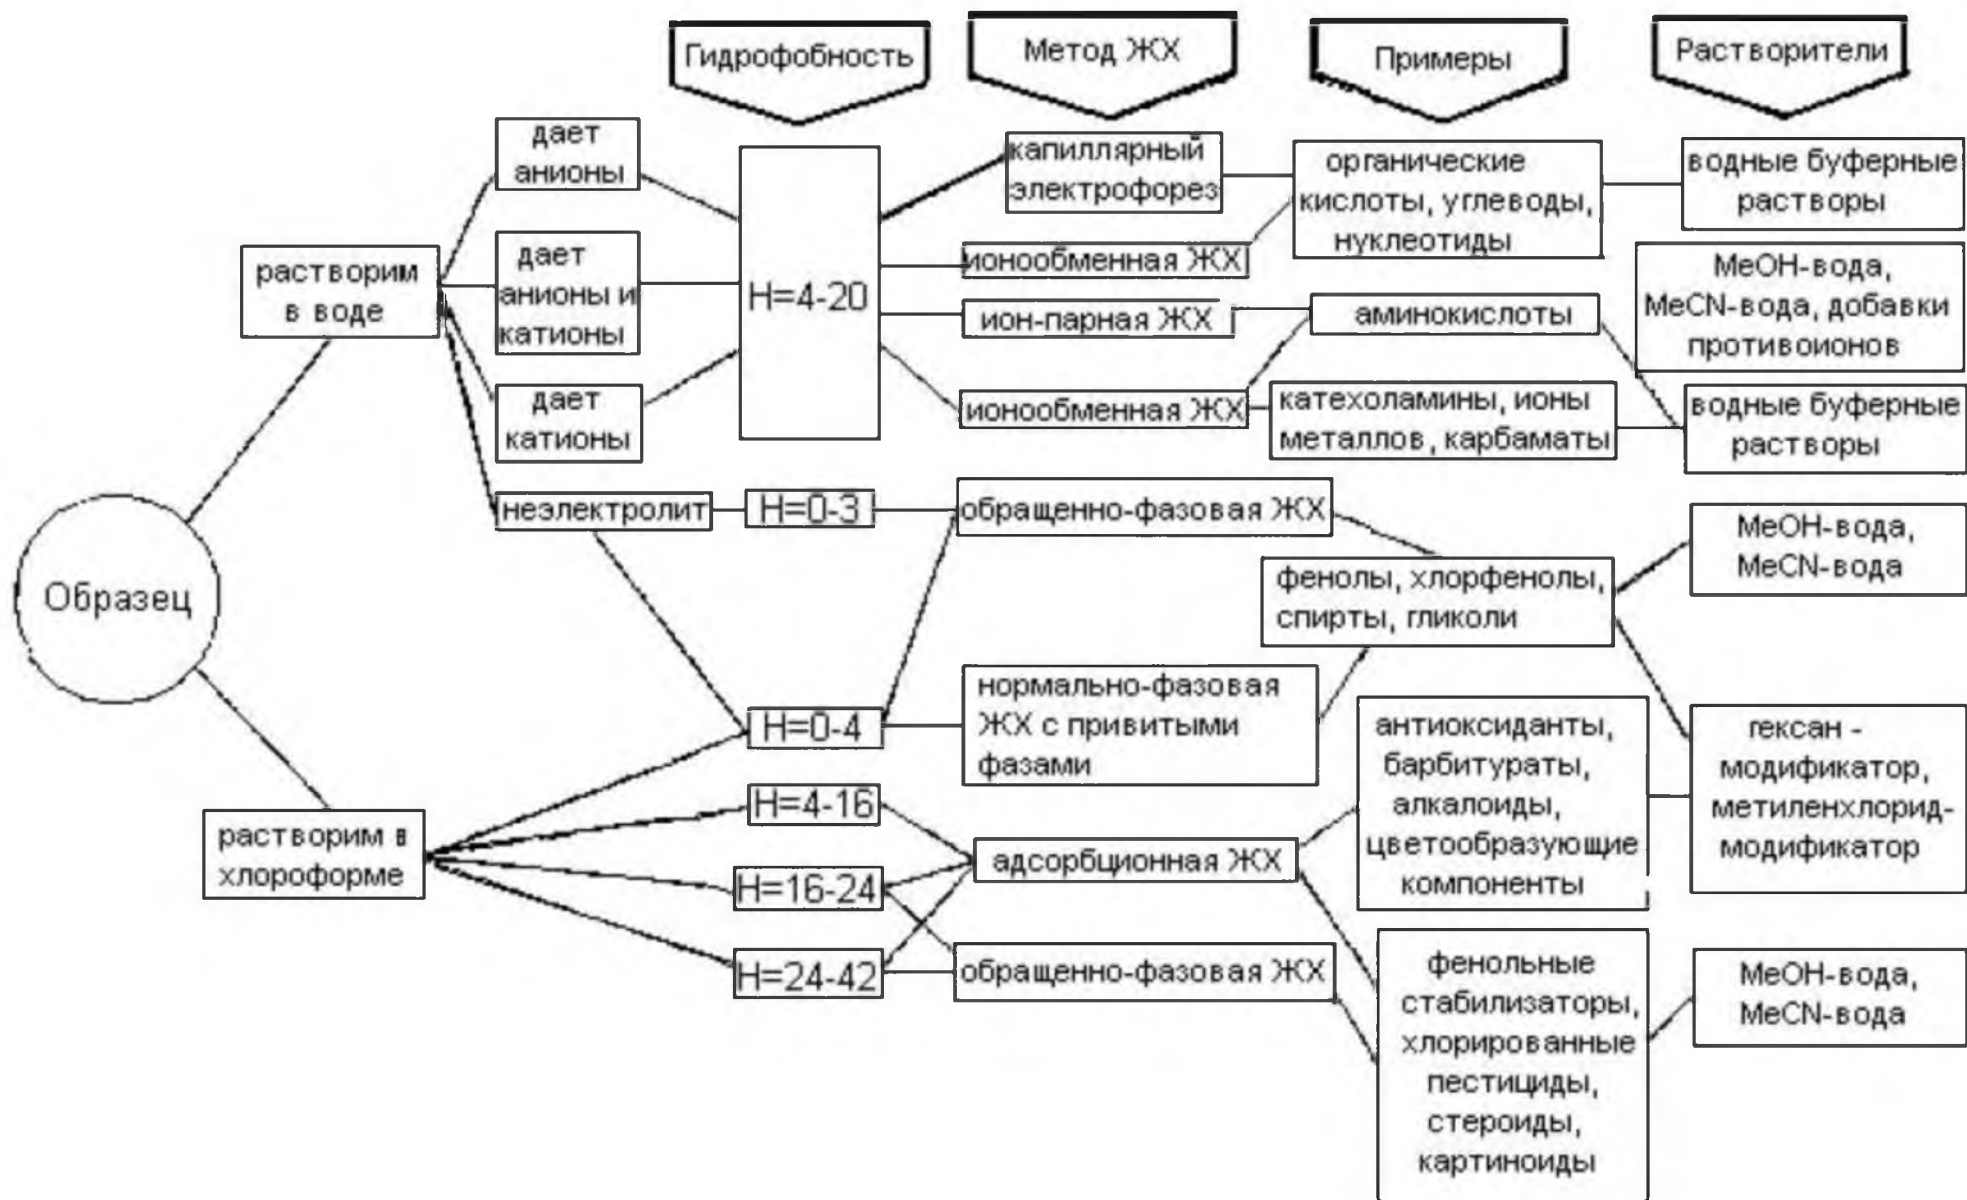 Гидрофобность
Метод ЖХ
Примеры
Растворители
Образец
растворим
в воде
растворим в
хлороформе
дает
анионы
дает
анионы и
катионы
дает
катионы
неэлектролит
H=4-20
H=0-3
H=0-4
H=4-16
H=16-24
H=24-42
капиллярный
электрофорез
ионообменная ЖХ
ион-парная ЖХ
ионообменная ЖХ
обращенно-фазовая ЖХ
нормально-фазовая
ЖХ с привитыми
фазами
адсорбционная ЖХ
обращенно-фазовая ЖХ
органические
кислоты, углеводы,
нуклеотиды
аминокислоты
катехоламины, ионы
металлов, карбаматы
фенолы, хлорфенолы,
спирты, гликоли
антиоксиданты,
барбитураты,
алкалоиды,
цветообразующие
компоненты
фенольные
стабилизаторы,
хлорированные
пестициды,
стероиды,
картиноиды
водные буферные
растворы
MeOH-вода,
MeCN-вода, добавки
противоионов
водные буферные
растворы
MeOH-вода,
MeCN-вода
гексан -
модификатор,
метиленхлорид-
модификатор
MeOH-вода,
MeCN-вода